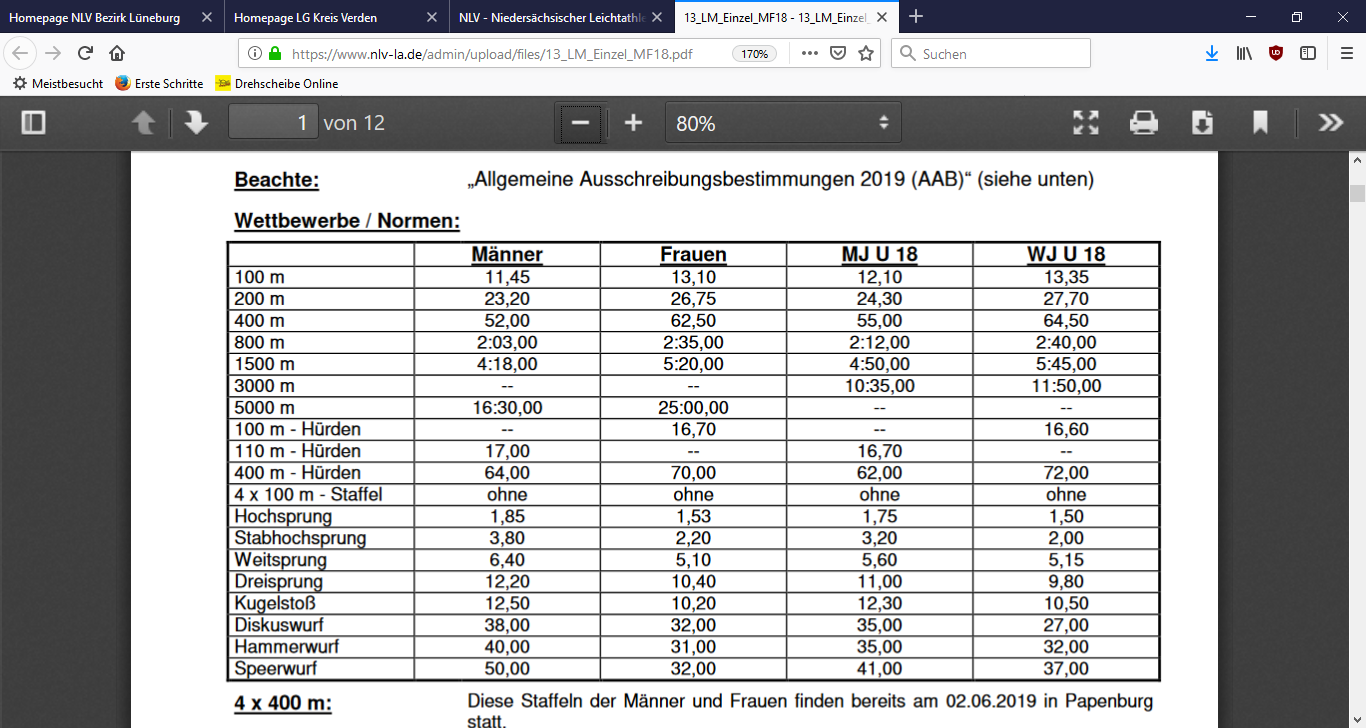 Homepage NLV Bezirk Lüneburg
Homepage LG Kreis Verden
NLV - Niedersächsischer Leichtathle
13_LM_Einzel_MF18 - 13_LM_Einzel_
https://www.nlv-la.de/admin/upload/files/13_LM_Einzel_MF18.pdf
170%
Suchen
Meistbesucht
Erste Schritte
Drehscheibe Online
1 von 12
80%
Beachte: „Allgemeine Ausschreibungsbestimmungen 2019 (AAB)“ (siehe unten)
Wettbewerbe / Normen:
Männer Frauen MJ U 18 WJ U 18
100 m 11,45 13,10 12,10 13,35
200 m 23,20 26,75 24,30 27,70
400 m 52,00 62,50 55,00 64,50
800 m 2:03,00 2:35,00 2:12,00 2:40,00
1500 m 4:18,00 5:20,00 4:50,00 5:45,00
3000 m -- -- 10:35,00 11:50,00
5000 m 16:30,00 25:00,00 -- --
100 m - Hürden -- 16,70 -- 16,60
110 m - Hürden 17,00 -- 16,70 --
400 m - Hürden 64,00 70,00 62,00 72,00
4 x 100 m - Staffel ohne ohne ohne ohne
Hochsprung 1,85 1,53 1,75 1,50
Stabhochsprung 3,80 2,20 3,20 2,00
Weitsprung 6,40 5,10 5,60 5,15
Dreisprung 12,20 10,40 11,00 9,80
Kugelstoß 12,50 10,20 12,30 10,50
Diskuswurf 38,00 32,00 35,00 27,00
Hammerwurf 40,00 31,00 35,00 32,00
Speerwurf 50,00 32,00 41,00 37,00
4 x 400 m: Diese Staffeln der Männer und Frauen finden bereits am 02.06.2019 in Papenburg
statt.